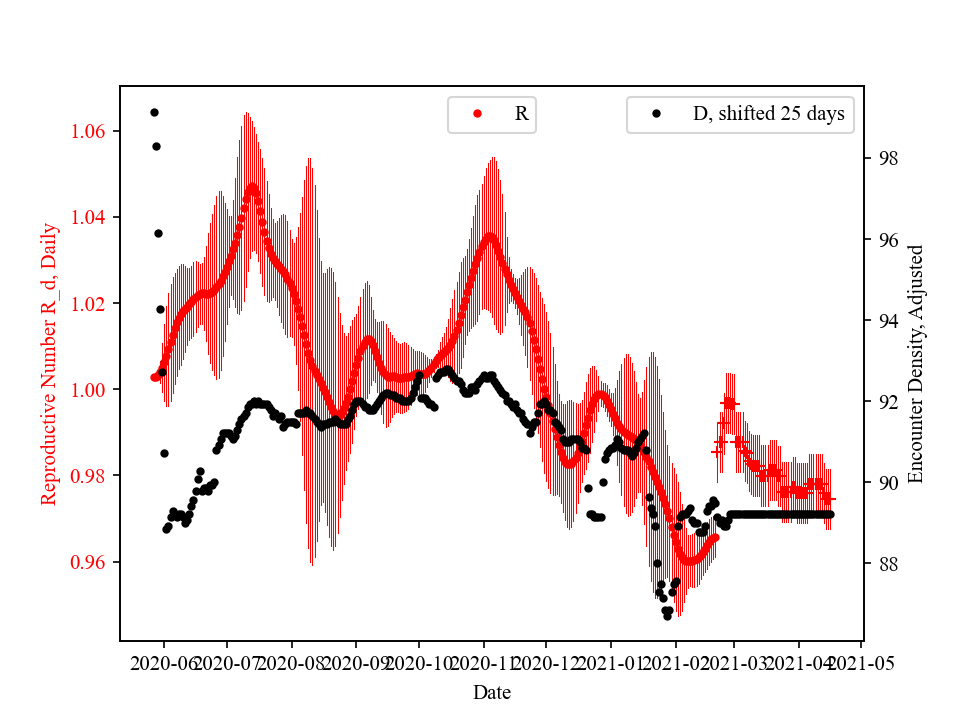 R
D, shifted 25 days
1.06
1.04
1.02
1.00
0.98
0.96
Reproductive Number R_d, Daily
98
96
94
92
90
88
Encounter Density, Adjusted
2020-06 2020-07 2020-08 2020-09 2020-10 2020-11 2020-12 2021-01 2021-02 2021-03 2021-04 2021-05
Date